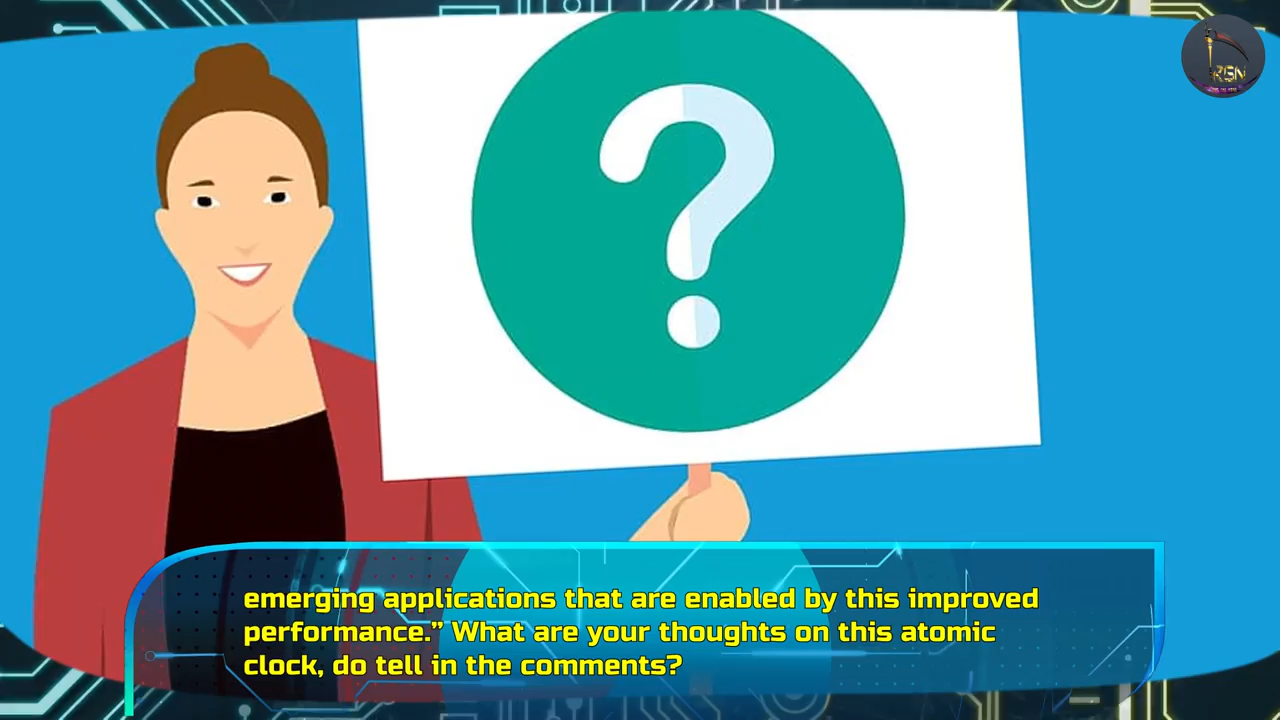 ?
RGN
emerging applications that are enabled by this improved
performance.” What are your thoughts on this atomic
clock, do tell in the comments?